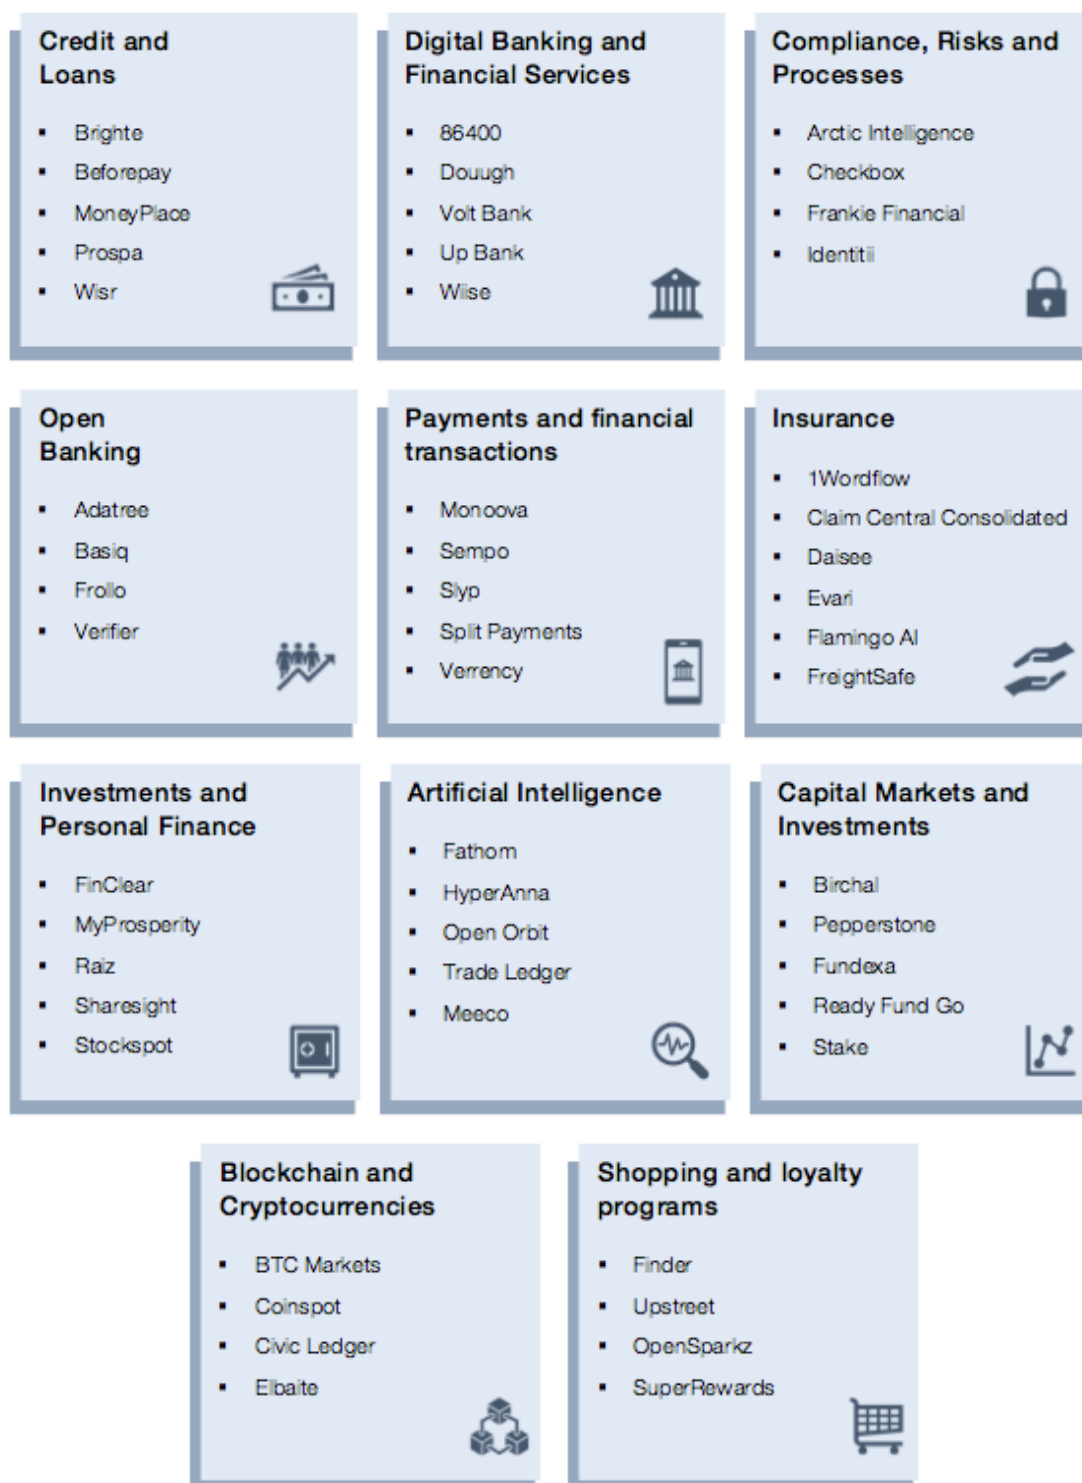 Credit and
Loans
▪ Brighte
▪ Beforepay
▪ MoneyPlace
▪ Prospa
▪ Wisr
Digital Banking and
Financial Services
▪ 86400
▪ Douugh
▪ Volt Bank
▪ Up Bank
▪ Wiise
Compliance, Risks and
Processes
▪ Arctic Intelligence
▪ Checkbox
▪ Frankie Financial
▪ Identitii
Open
Banking
▪ Adatree
▪ Basiq
▪ Frollo
▪ Verifier
Payments and financial
transactions
▪ Monoova
▪ Sempo
▪ Slyp
▪ Split Payments
▪ Verrency
Insurance
▪ 1Wordflow
▪ Claim Central Consolidated
▪ Daisee
▪ Evari
▪ Flamingo AI
▪ FreightSafe
Investments and
Personal Finance
▪ FinClear
▪ MyProsperity
▪ Raiz
▪ Sharesight
▪ Stockspot
Artificial Intelligence
▪ Fathom
▪ HyperAnna
▪ Open Orbit
▪ Trade Ledger
▪ Meeco
Capital Markets and
Investments
▪ Birchal
▪ Pepperstone
▪ Fundexa
▪ Ready Fund Go
▪ Stake
Blockchain and
Cryptocurrencies
▪ BTC Markets
▪ Coinspot
▪ Civic Ledger
▪ Elbaite
Shopping and loyalty
programs
▪ Finder
▪ Upstreet
▪ OpenSparkz
▪ SuperRewards